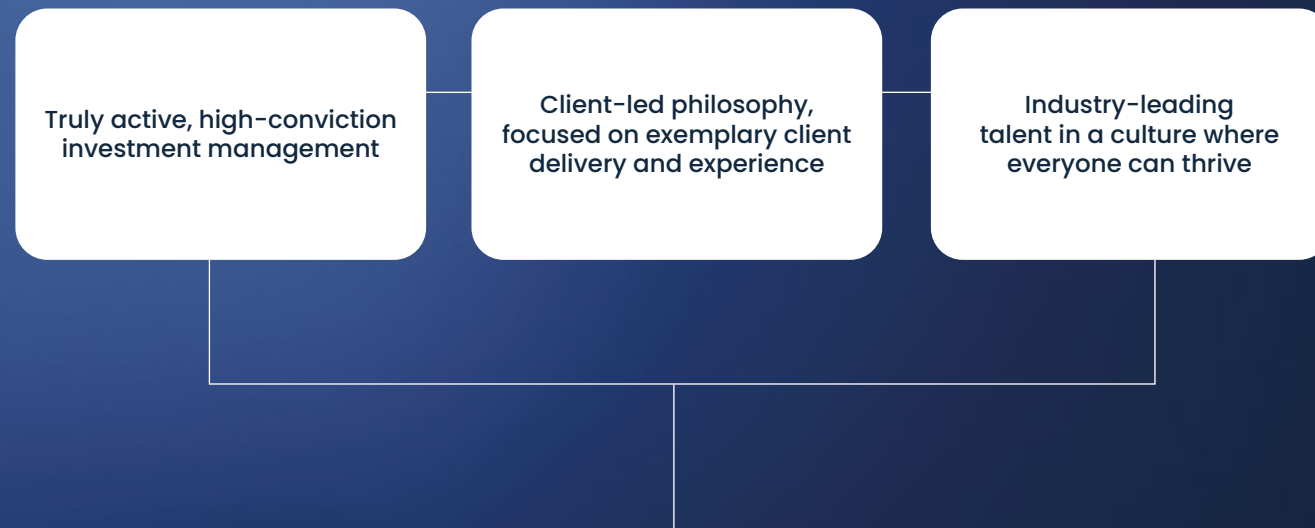 Truly active, high-conviction
investment management
Client-led philosophy,
focused on exemplary client
delivery and experience
Industry-leading
talent in a culture where
everyone can thrive